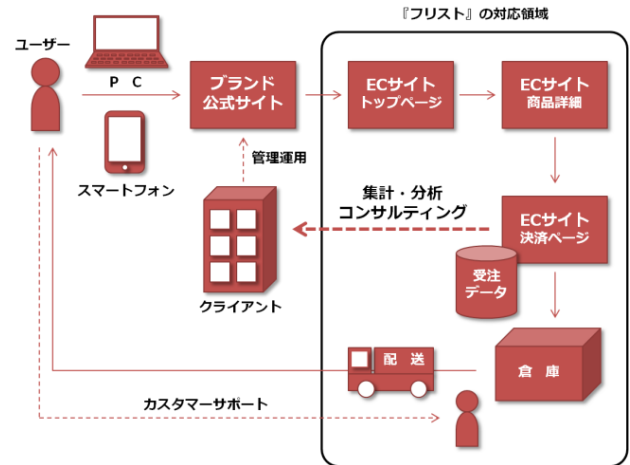 『フリスト』の対応領域
ユーザー
P C
スマートフォン
ブランド
公式サイト
ECサイト
トップページ
ECサイト
商品詳細
管理運用
クライアント
集計・分析
コンサルティング
ECサイト
決済ページ
受注
データ
配 送
倉 庫
カスタマーサポート